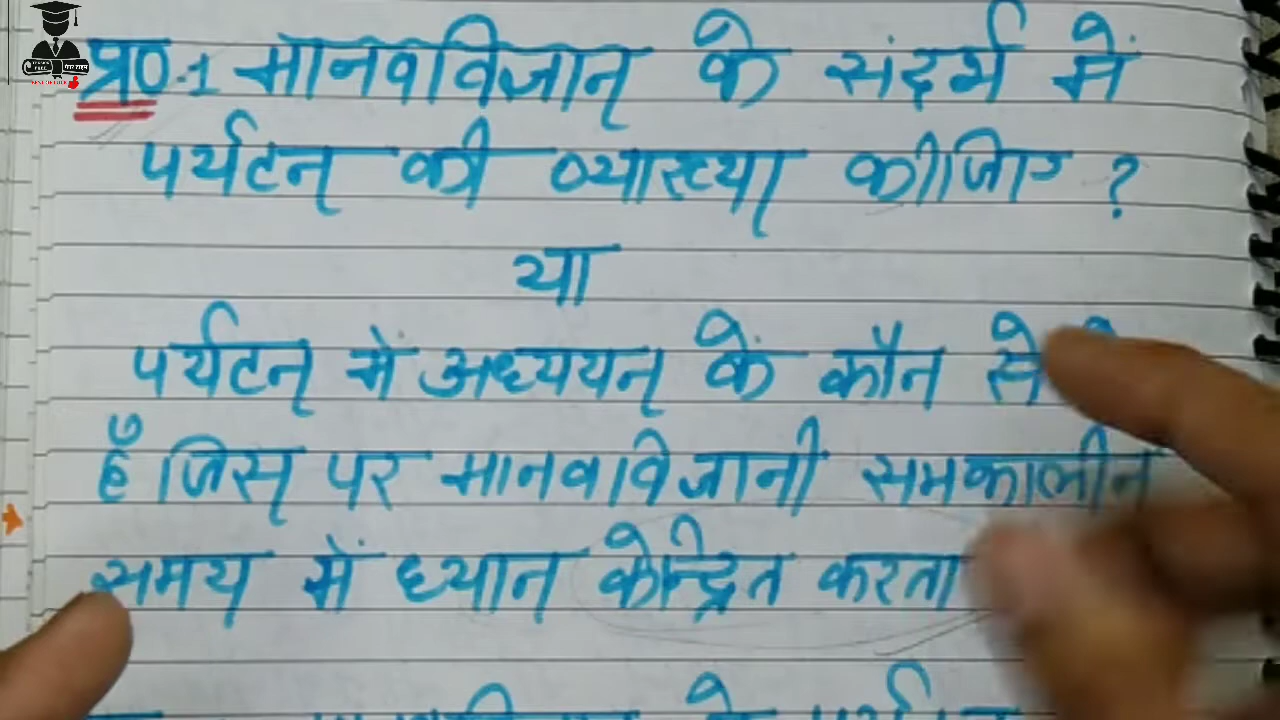 प्र०.1 मानवविज्ञान के संदर्भ में
पर्यटन की व्याख्या कीजिए ?
या
पर्यटन में अध्ययन के कौन से
हैं जिस पर मानवविज्ञानी समकालीन
समय में ध्यान केन्द्रित करता